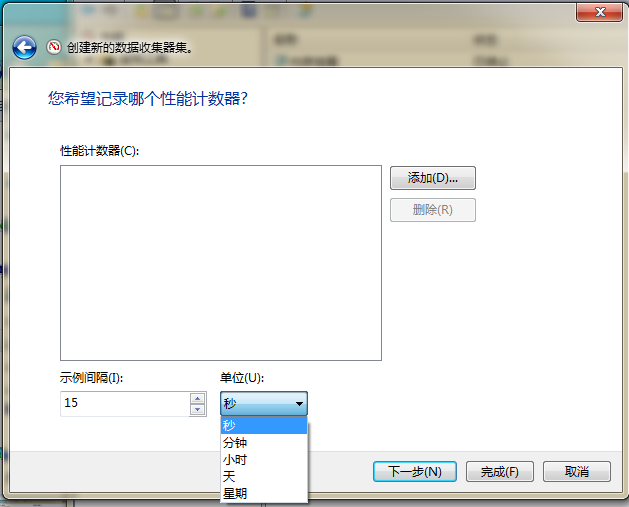 创建新的数据收集器集。
您希望记录哪个性能计数器?
性能计数器(C):
添加(D)...
删除(R)
示例间隔(I):
单位(U):
15
秒
秒
分钟
小时
天
星期
下一步(N)
完成(F)
取消